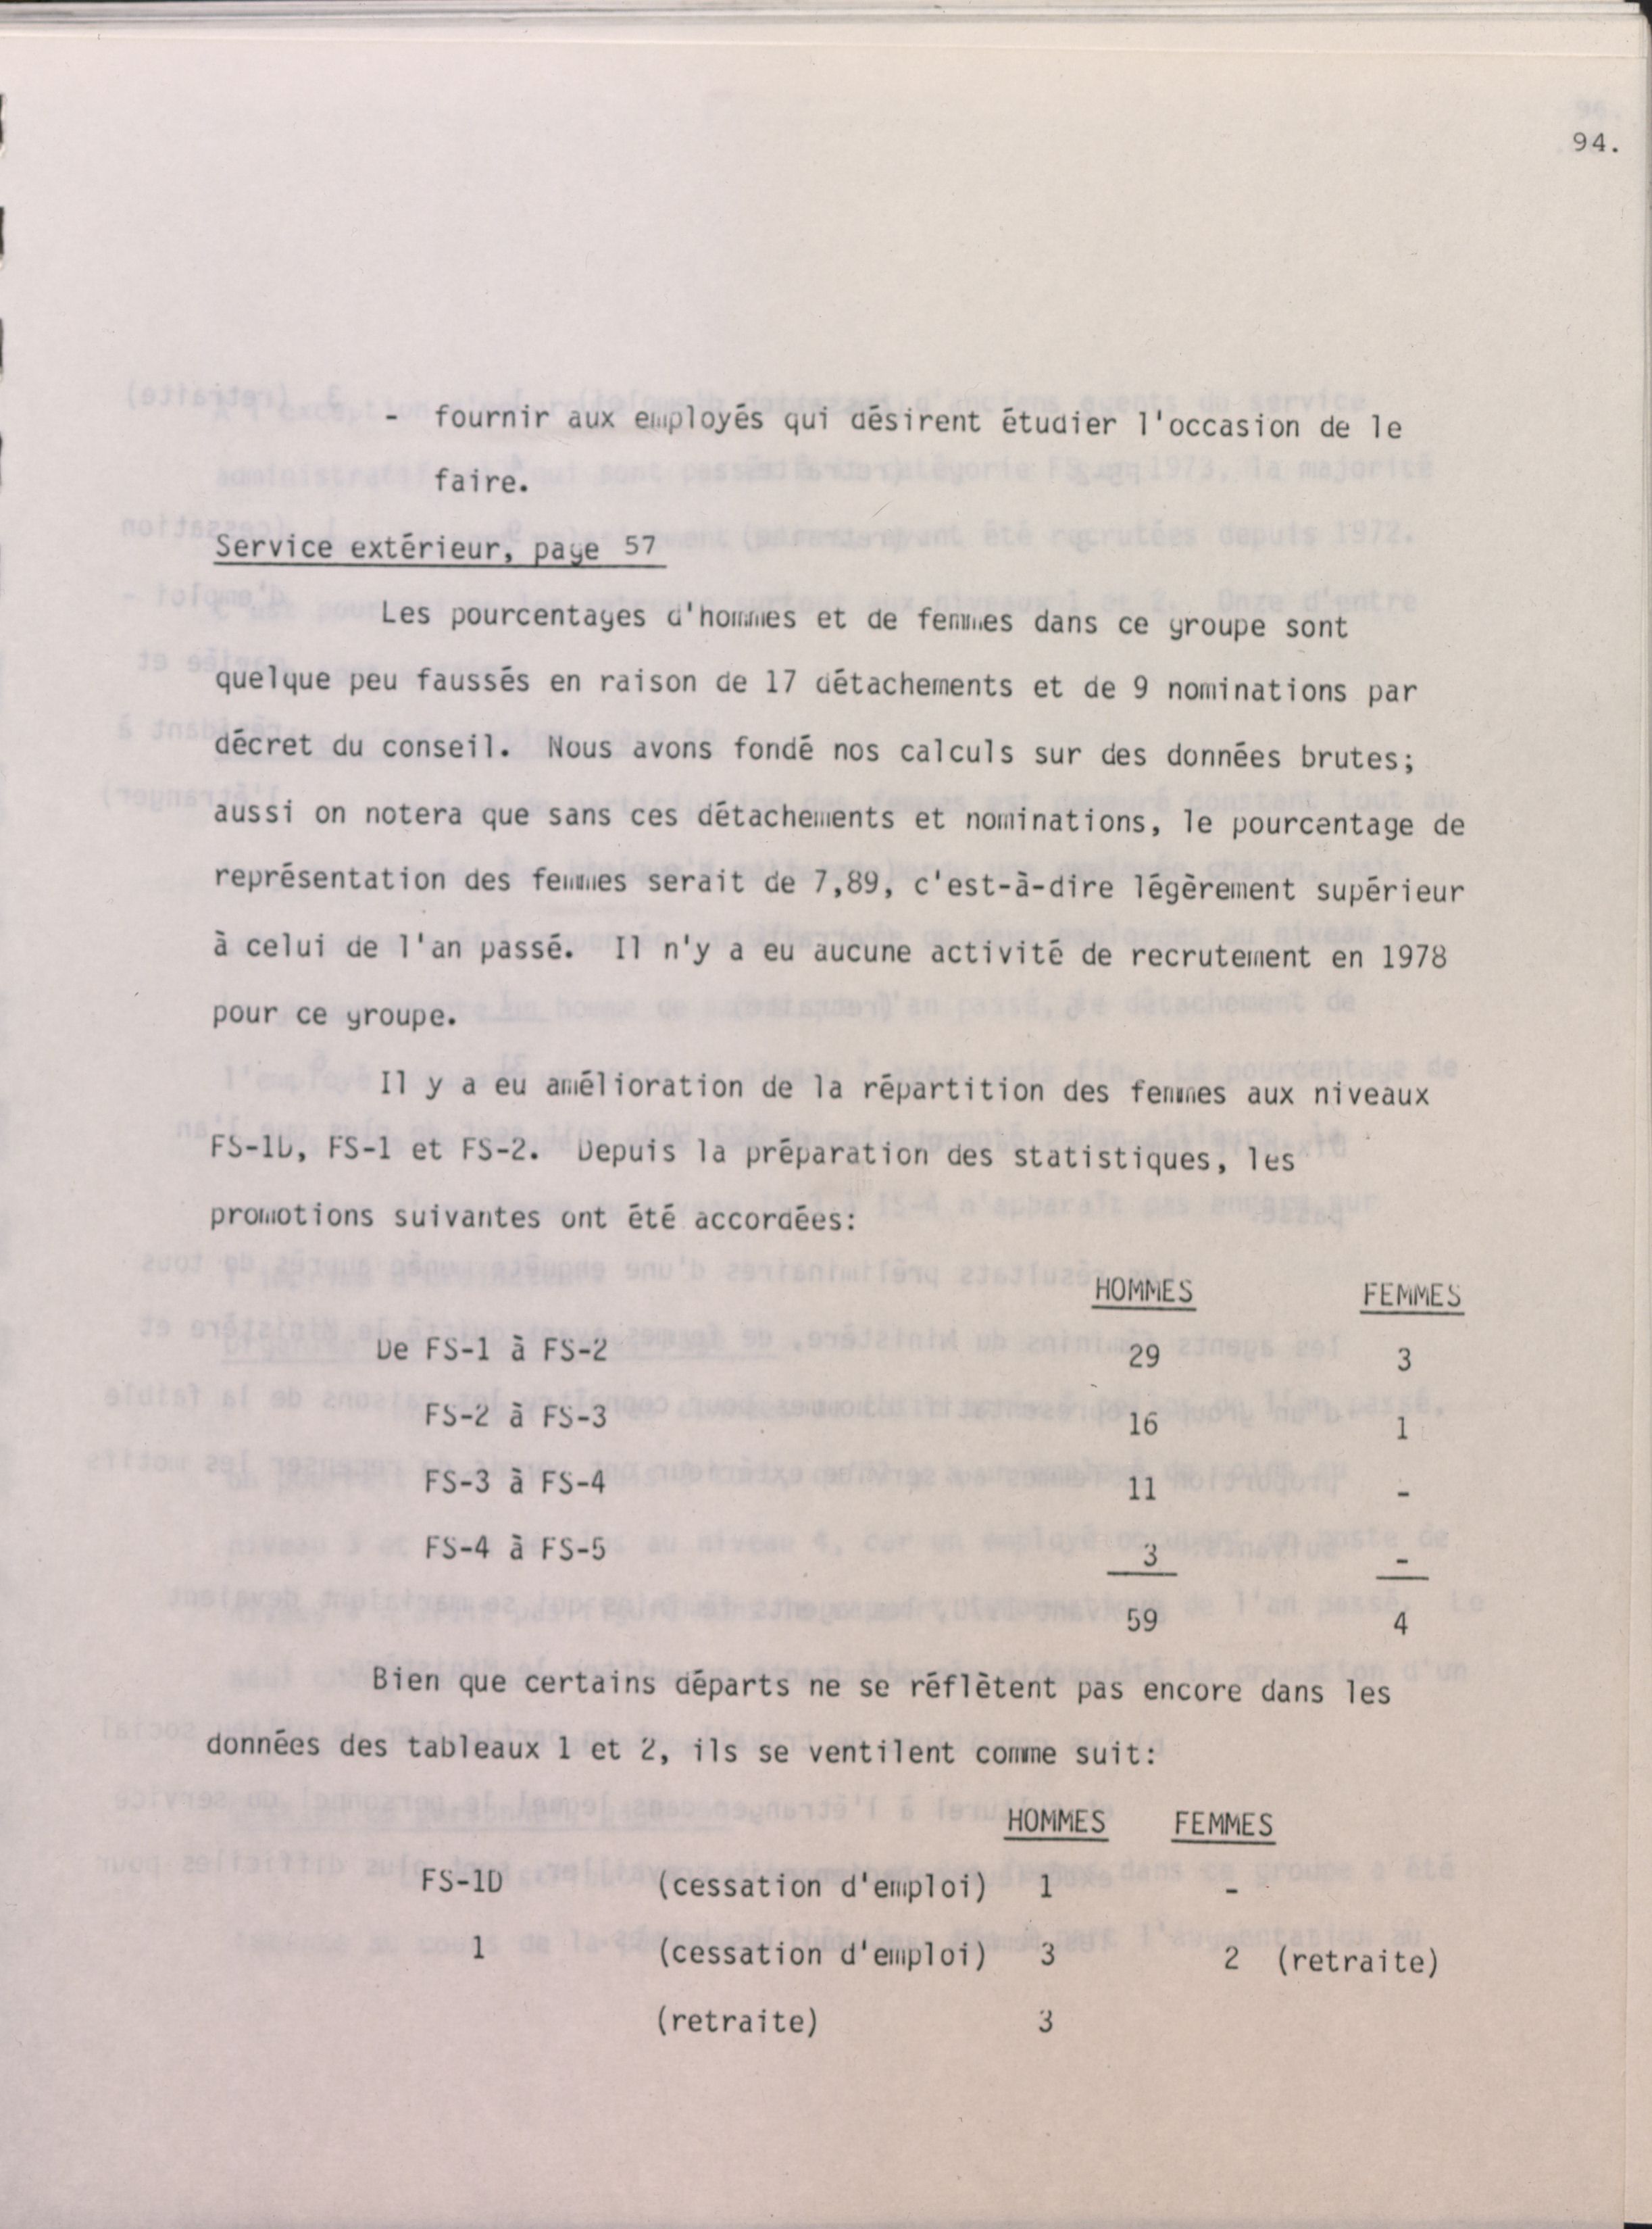 94.
- fournir aux employés qui désirent étudier l'occasion de le
faire.
Service extérieur, page 57
Les pourcentages d'hommes et de femmes dans ce groupe sont
quelque peu faussés en raison de 17 détachements et de 9 nominations par
décret du conseil. Nous avons fondé nos calculs sur des données brutes;
aussi on notera que sans ces détachements et nominations, le pourcentage de
représentation des femmes serait de 7,89, c'est-à-dire légèrement supérieur
à celui de l'an passé. Il n'y a eu aucune activité de recrutement en 1978
pour ce groupe.
Il y a eu amélioration de la répartition des femmes aux niveaux
FS-1D, FS-1 et FS-2. Depuis la préparation des statistiques, les
promotions suivantes ont été accordées:
HOMMES FEMMES
De FS-1 à FS-2 29 3
FS-2 à FS-3 16 1
FS-3 à FS-4 11 -
FS-4 à FS-5 3 -
59 4
Bien que certains départs ne se réflètent pas encore dans les
données des tableaux 1 et 2, ils se ventilent comme suit:
HOMMES FEMMES
FS-1D (cessation d'emploi) 1 -
1 (cessation d'emploi) 3 2 (retraite)
(retraite) 3